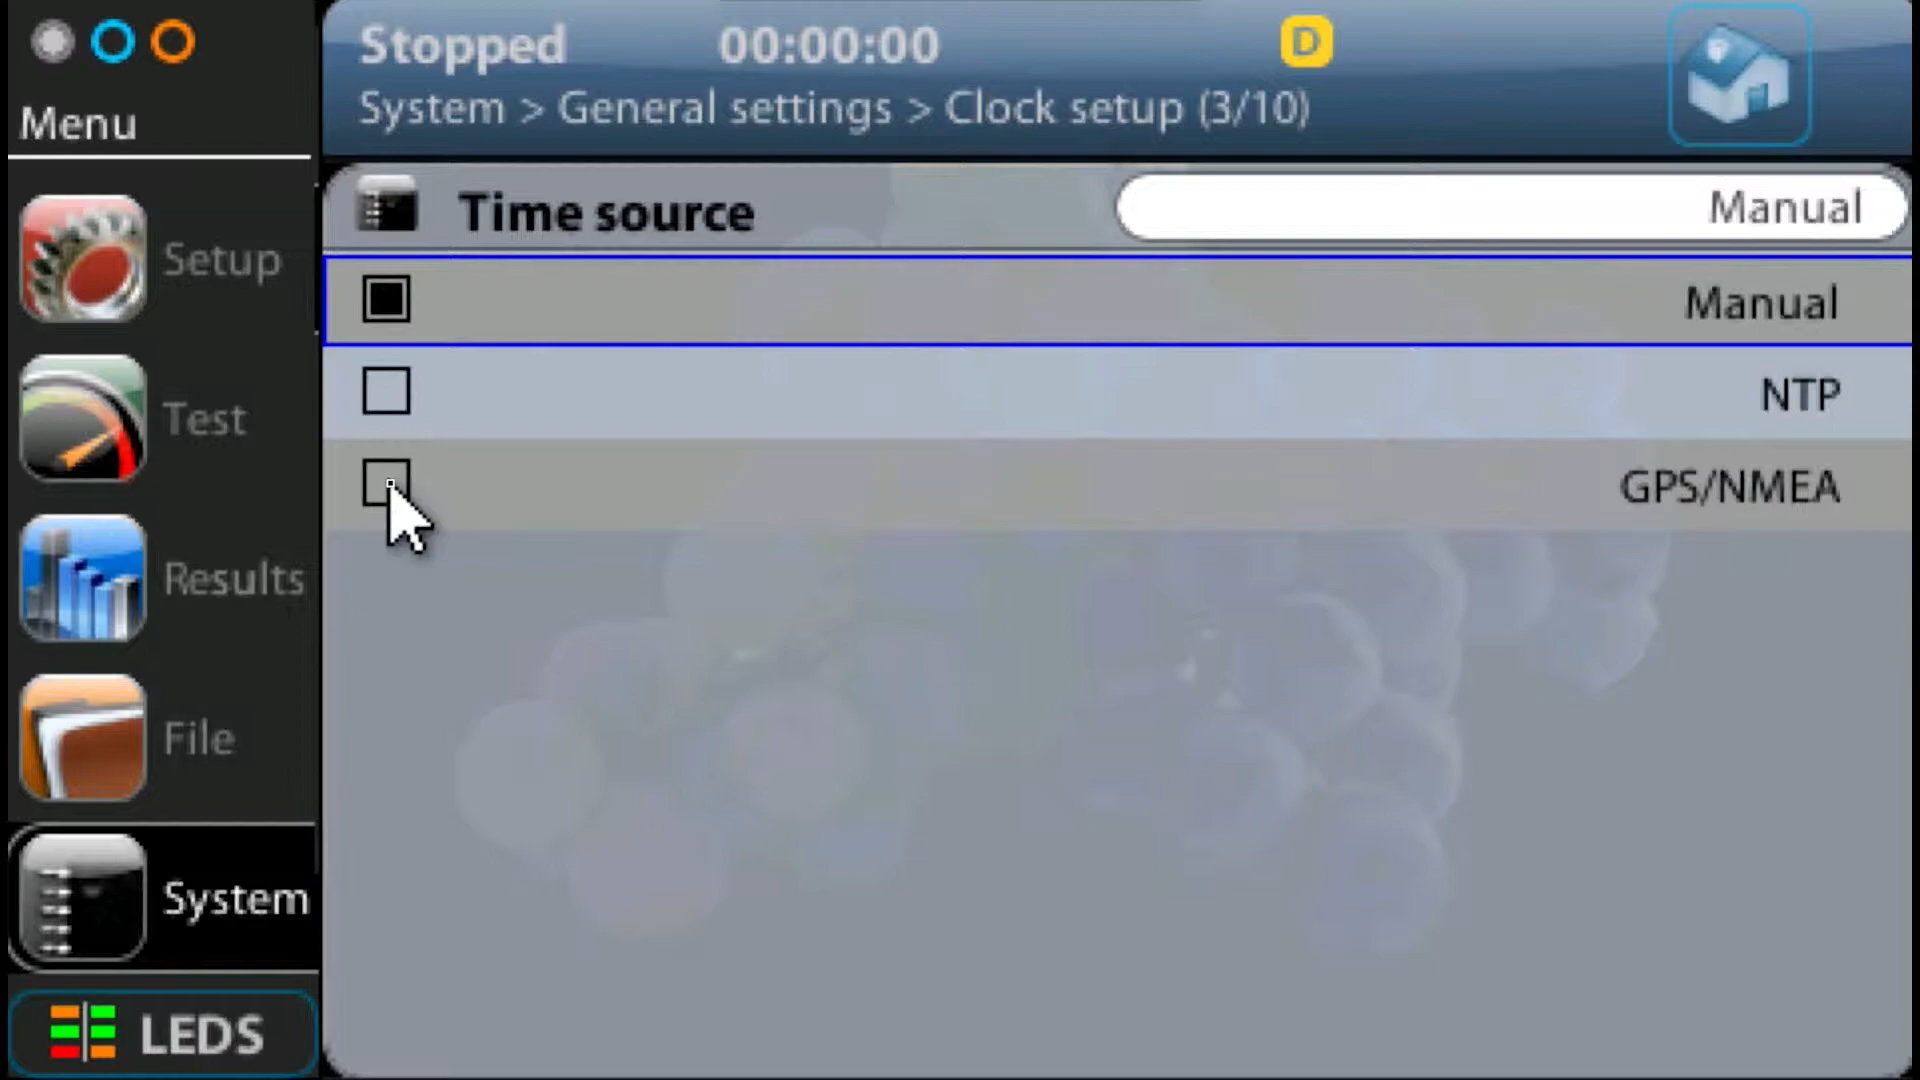 Menu
Setup
Test
Results
File
System
LEDS
Stopped 00:00:00 D
System > General settings > Clock setup (3/10)
Time source Manual
Manual
NTP
GPS/NMEA